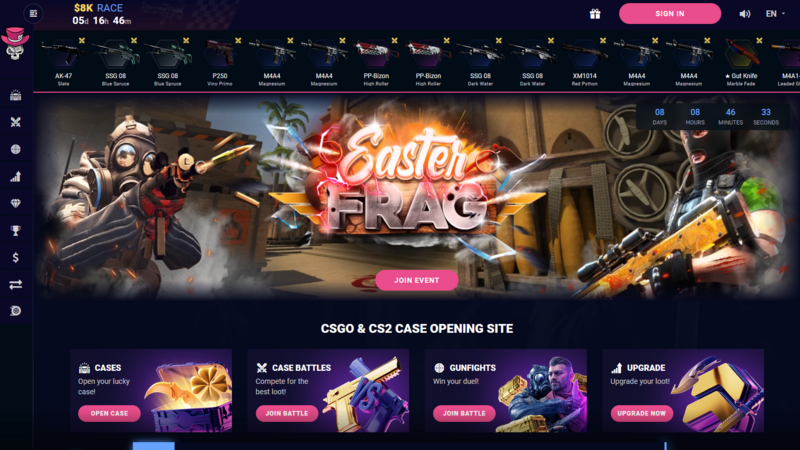 $8K RACE
05d 16h 46m
SIGN IN
EN
AK-47
Slate
SSG 08
Blue Spruce
SSG 08
Blue Spruce
P250
Vino Primo
M4A4
Magnesium
M4A4
Magnesium
PP-Bizon
High Roller
PP-Bizon
High Roller
SSG 08
Dark Water
SSG 08
Dark Water
XM1014
Red Python
M4A4
Magnesium
M4A4
Magnesium
★ Gut Knife
Marble Fade
M4A1-
Leaded Gl
08 08 46 33
DAYS HOURS MINUTES SECONDS
Easter
FRAG
JOIN EVENT
CSGO & CS2 CASE OPENING SITE
CASES
Open your lucky
case!
OPEN CASE
CASE BATTLES
Compete for the
best loot!
JOIN BATTLE
GUNFIGHTS
Win your duel!
JOIN BATTLE
UPGRADE
Upgrade your loot!
UPGRADE NOW